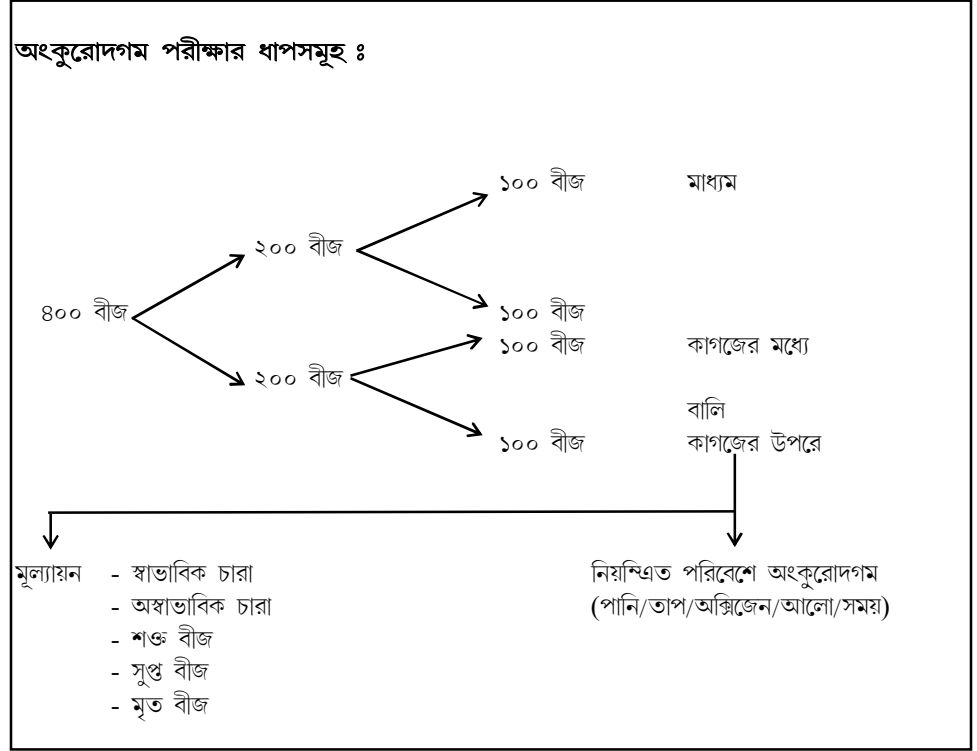 অংকুরোদগম পরীক্ষার ধাপসমূহ ঃ
১০০ বীজ মাধ্যম
২০০ বীজ
৪০০ বীজ
১০০ বীজ
১০০ বীজ কাগজের মধ্যে
২০০ বীজ
বালি
১০০ বীজ কাগজের উপরে
মূল্যায়ন - স্বাভাবিক চারা নিয়ন্ত্রিত পরিবেশে অংকুরোদগম
- অস্বাভাবিক চারা (পানি/তাপ/অক্সিজেন/আলো/সময়)
- শক্ত বীজ
- সুপ্ত বীজ
- মৃত বীজ